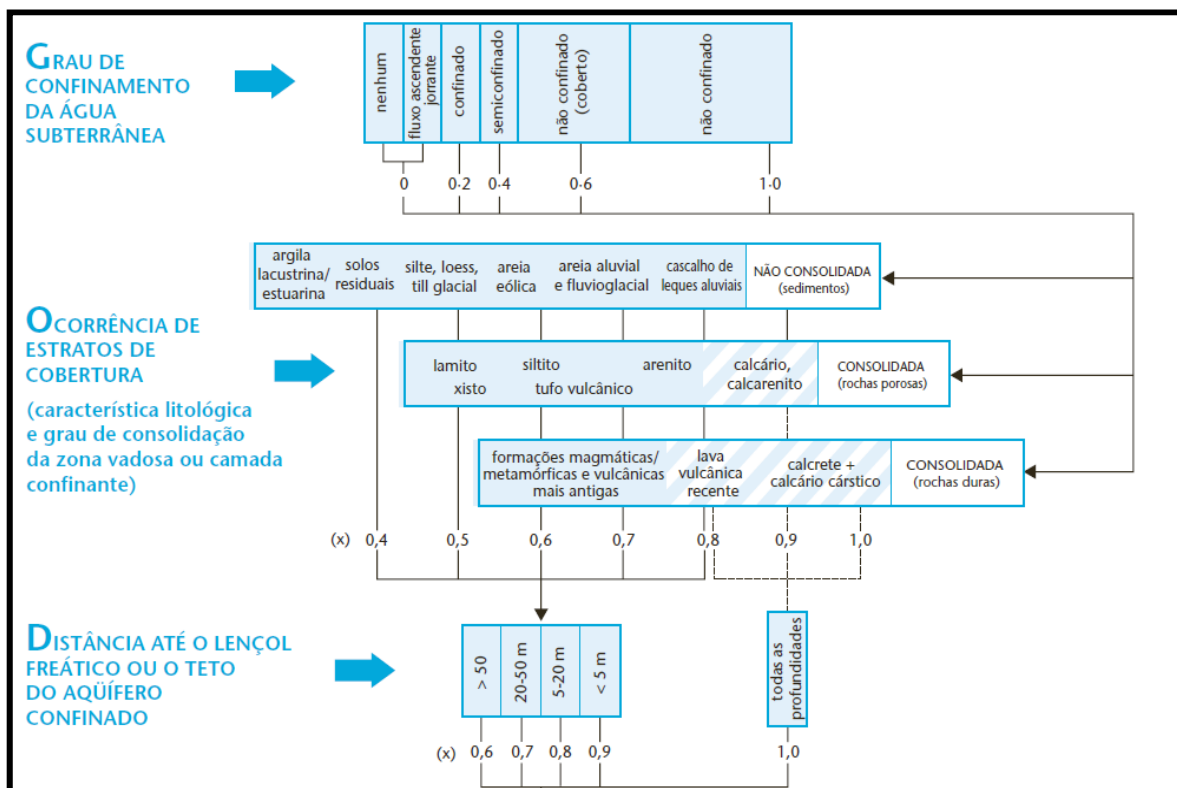 GRAU DE
CONFINAMENTO
DA ÁGUA
SUBTERRÂNEA
nenhum
fluxo ascendente
jorrante
confinado
semiconfinado
não confinado
(coberto)
não confinado
0
0·2
0·4
0·6
1·0
OCORRÊNCIA DE
ESTRATOS DE
COBERTURA
(característica litológica
e grau de consolidação
da zona vadosa ou camada
confinante)
argila
lacustrina/
estuarina
solos
residuais
silte, loess,
till glacial
areia
eólica
areia aluvial
e fluvioglacial
cascalho de
leques aluviais
NÃO CONSOLIDADA
(sedimentos)
lamito
xisto
siltito
tufo vulcânico
arenito
calcário,
calcarenito
CONSOLIDADA
(rochas porosas)
formações magmáticas/
metamórficas e vulcânicas
mais antigas
lava
vulcânica
recente
calcrete +
calcário cárstico
CONSOLIDADA
(rochas duras)
(x) 0,4 0,5 0,6 0,7 0,8 0,8 0,9 1,0
DISTÂNCIA ATÉ O LENÇOL
FREÁTICO OU O TETO
DO AQÜÍFERO
CONFINADO
> 50
20-50 m
5-20 m
< 5 m
todas as
profundidades
(x) 0,6 0,7 0,8 0,9 1,0